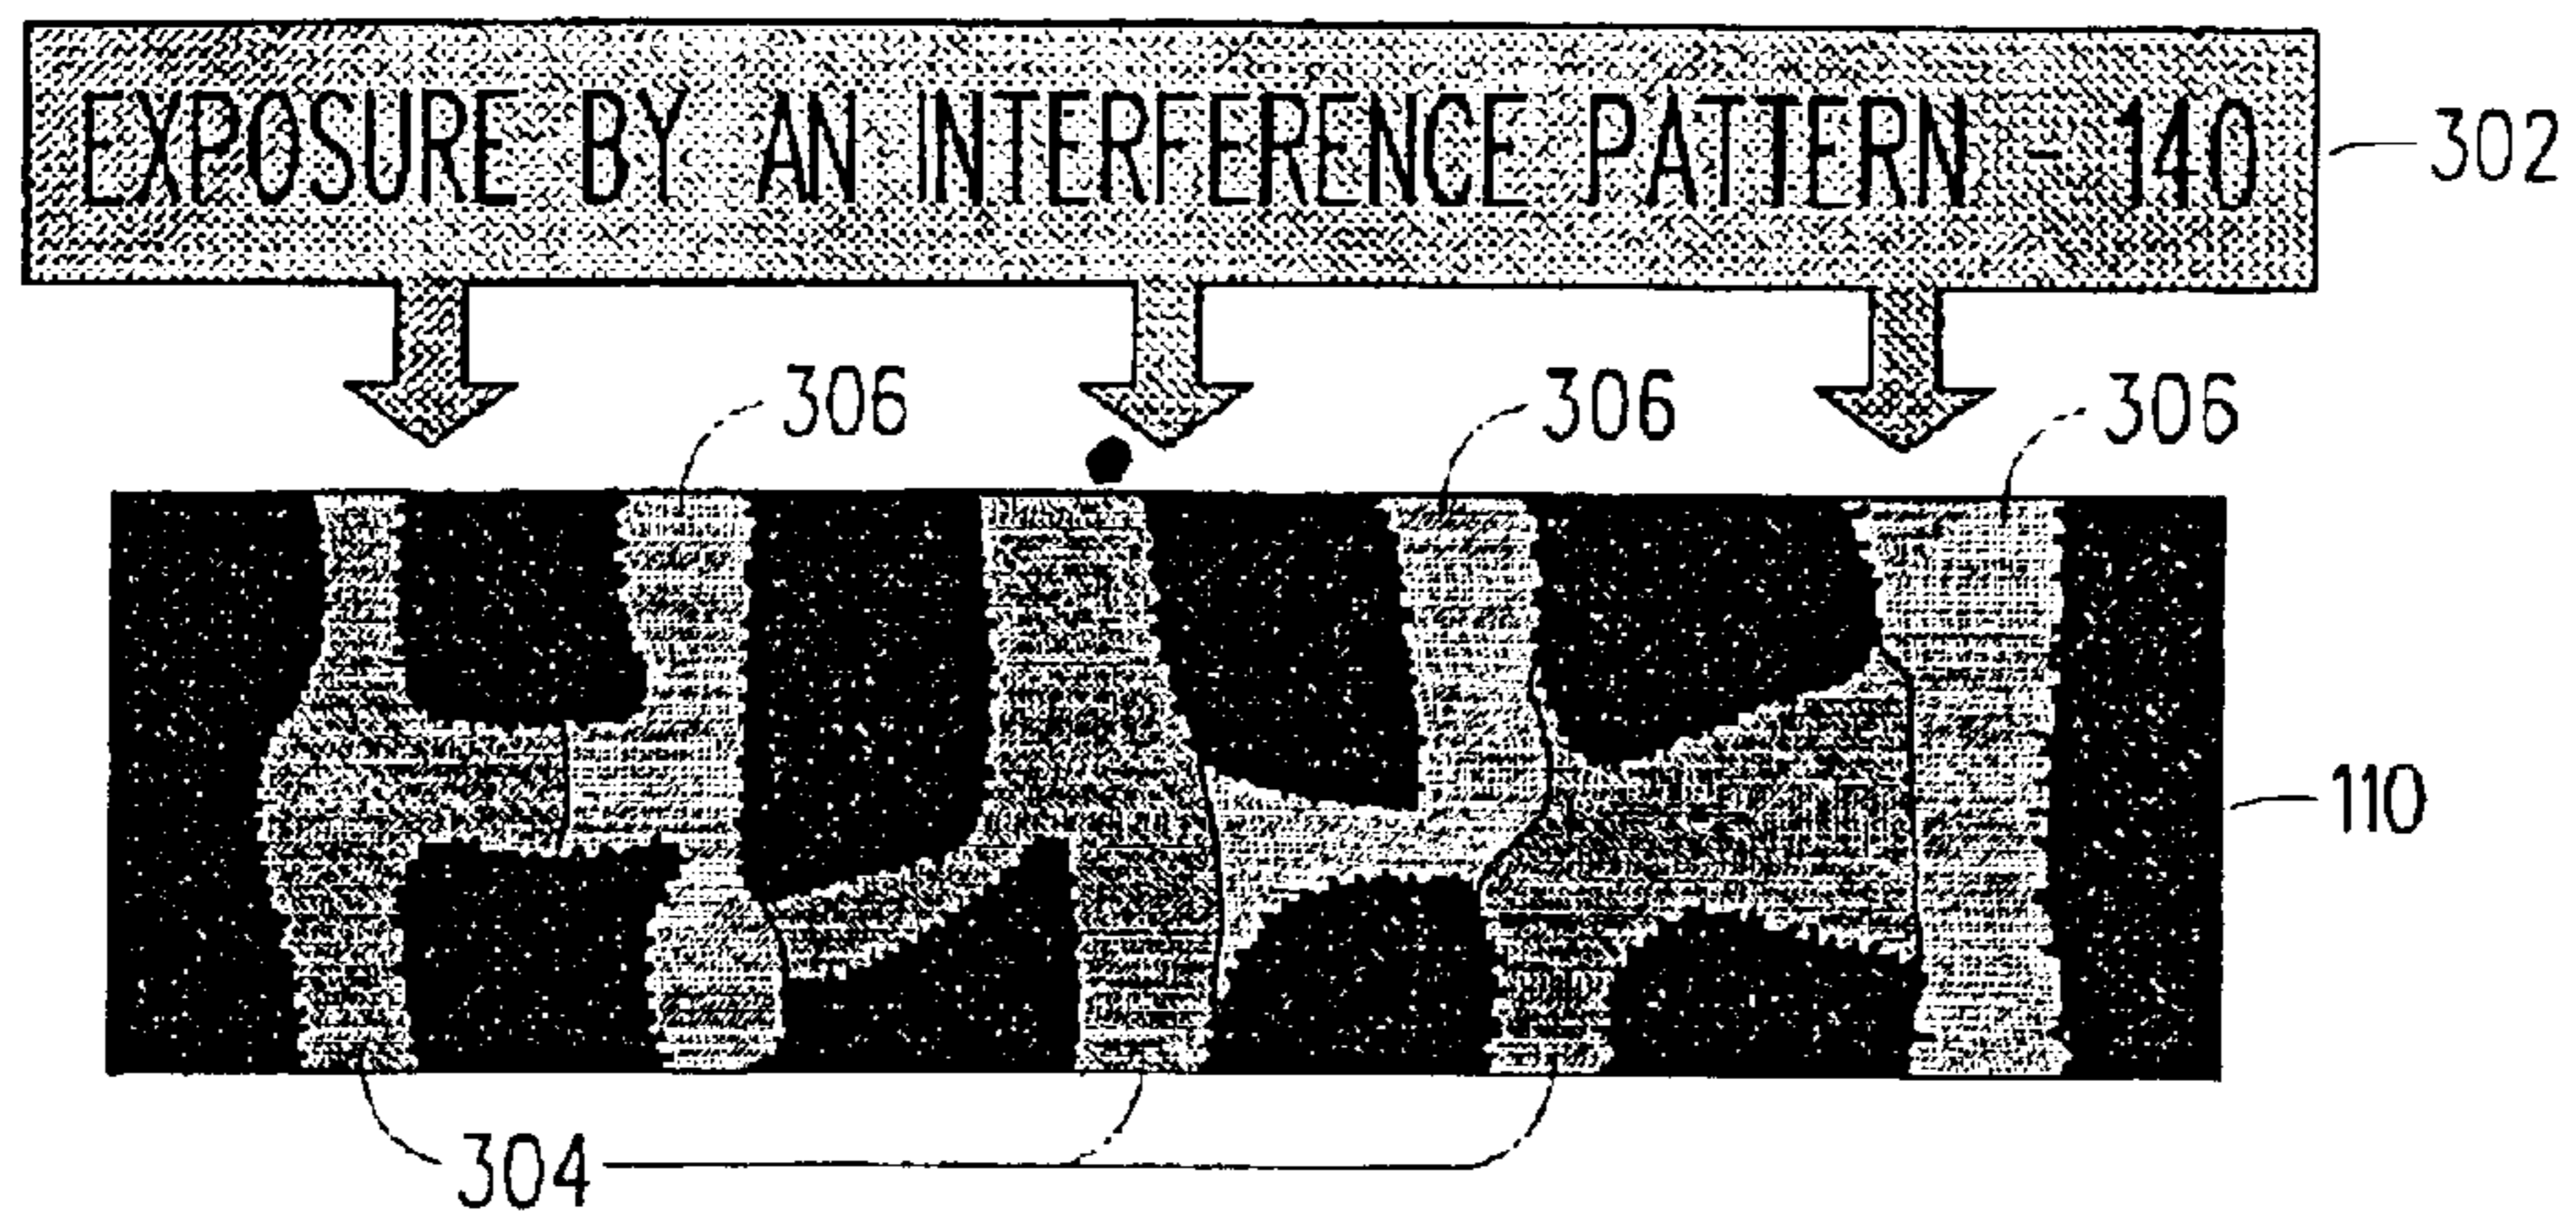 EXPOSURE BY AN INTERFERENCE PATTERN - 140
302
306 306 306
110
304